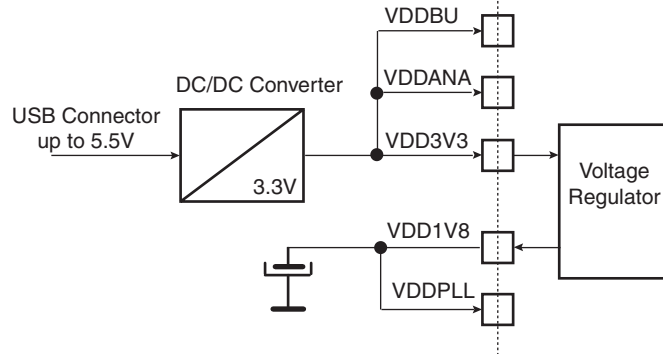 VDDBU
DC/DC Converter
VDDANA
USB Connector
up to 5.5V
VDD3V3
3.3V
Voltage
Regulator
VDD1V8
VDDPLL